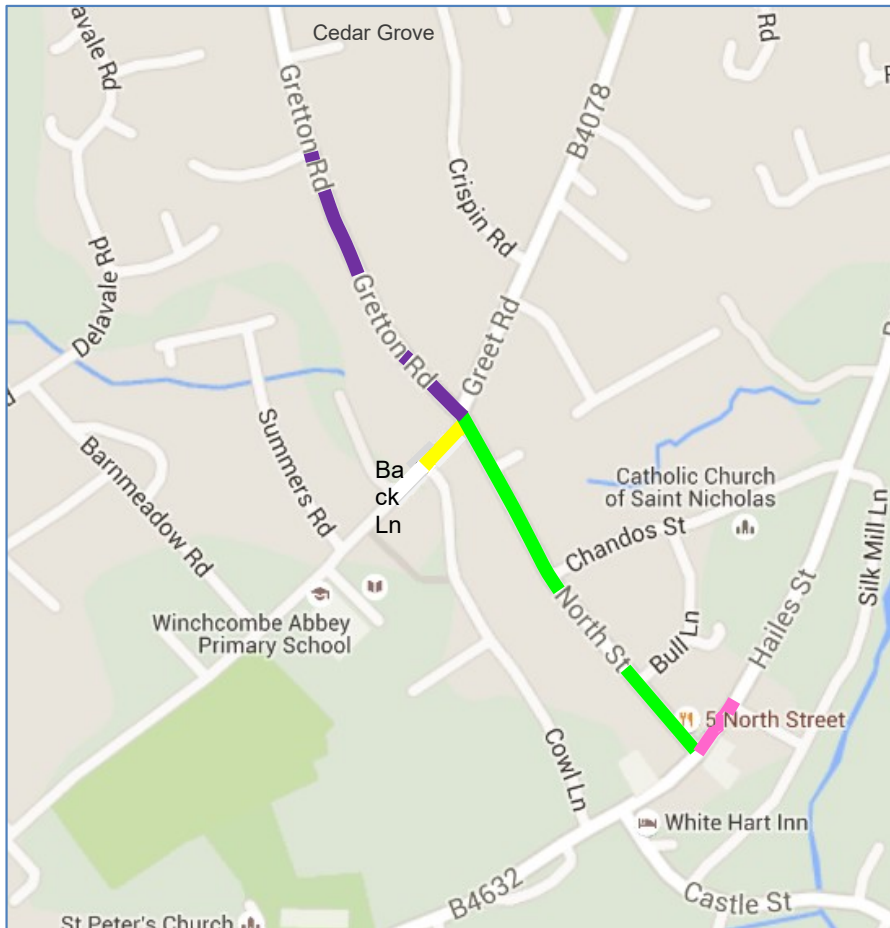 avale Rd
Cedar Grove
Rd
Gretton Rd
B4078
Crispin Rd
Delavale Rd
Gretton Rd
Greet Rd
Summers Rd
Barnmeadow Rd
Ba
ck
Ln
Catholic Church
of Saint Nicholas
Chandos St
Silk Mill Ln
North St
Bull Ln
Hailes St
Winchcombe Abbey
Primary School
5 North Street
Cowl Ln
White Hart Inn
B4632
Castle St
St Peter's Church